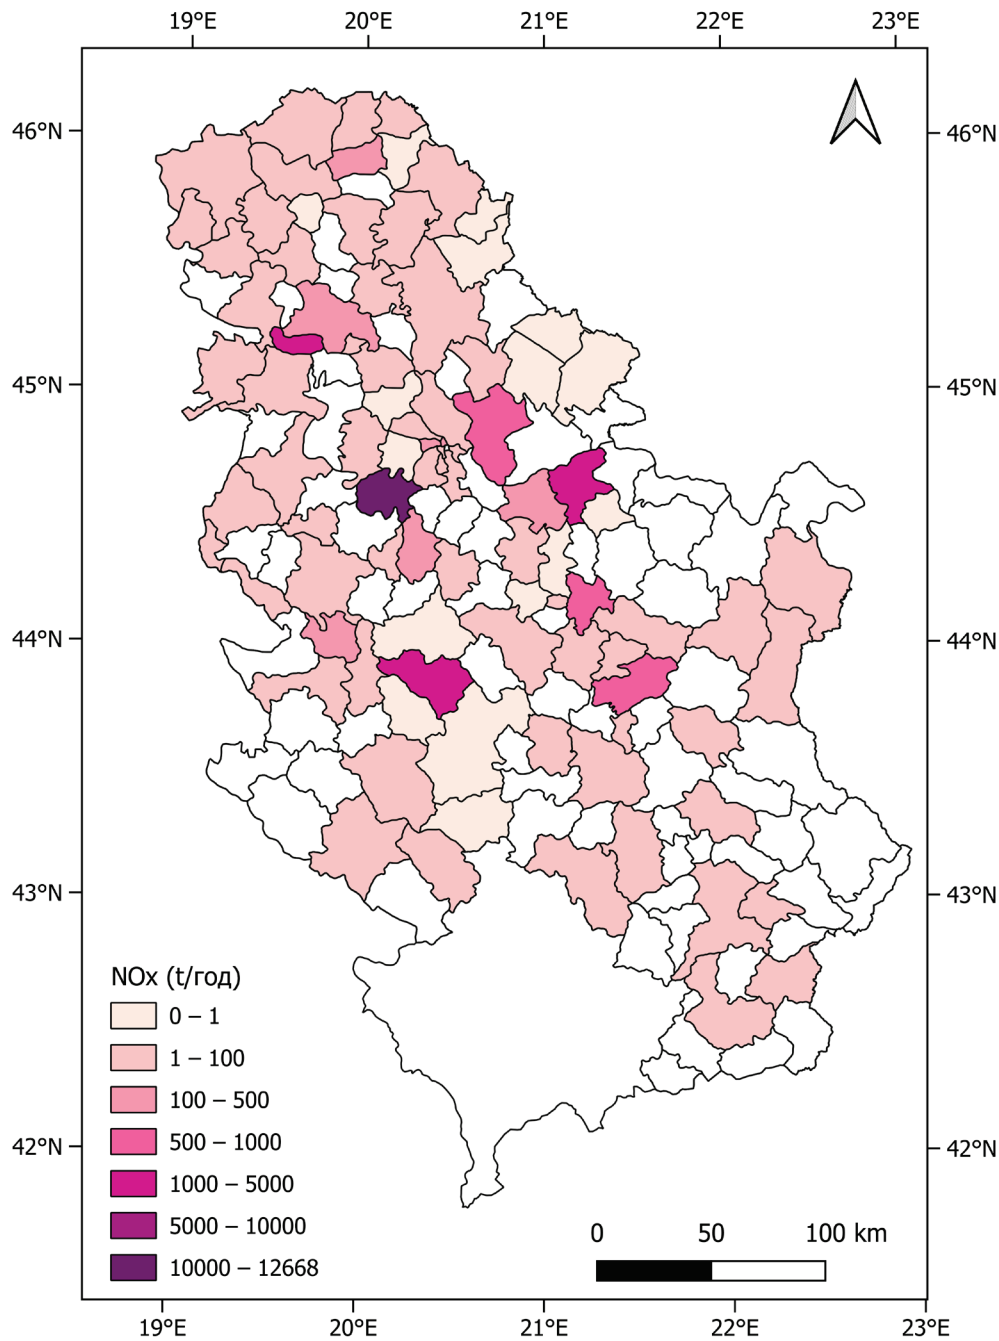 19°E 20°E 21°E 22°E 23°E
46°N 46°N
45°N 45°N
44°N 44°N
43°N 43°N
NOx (t/год)
0 – 1
1 – 100
100 – 500
500 – 1000
42°N 42°N
1000 – 5000
5000 – 10000
0 50 100 km
10000 – 12668
19°E 20°E 21°E 22°E 23°E